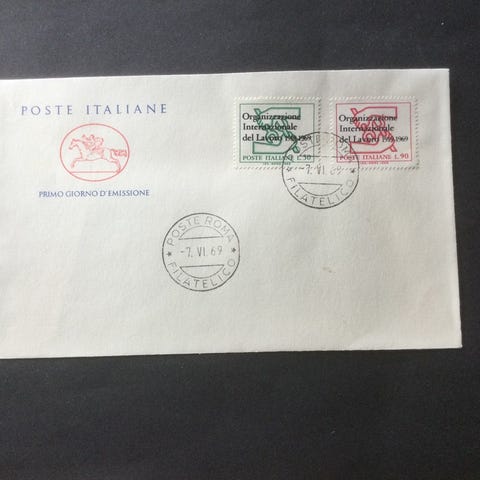 POSTE ITALIANE
PRIMO GIORNO D'EMISSIONE
Organizzazione
Internazionale
del Lavoro 1919-1969
POSTE ITALIANE L.50
Organizzazione
Internazionale
del Lavoro 1919-1969
POSTE ITALIANE L.90
-7. VI. 69
FILATELICO
POSTE ROMA
-7. VI. 69
FILATELICO